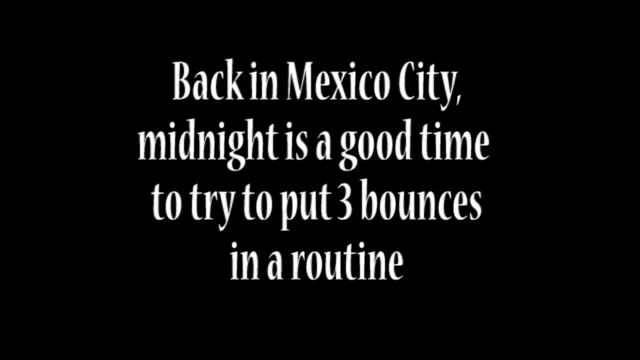 Back in Mexico City,
midnight is a good time
to try to put 3 bounces
in a routine